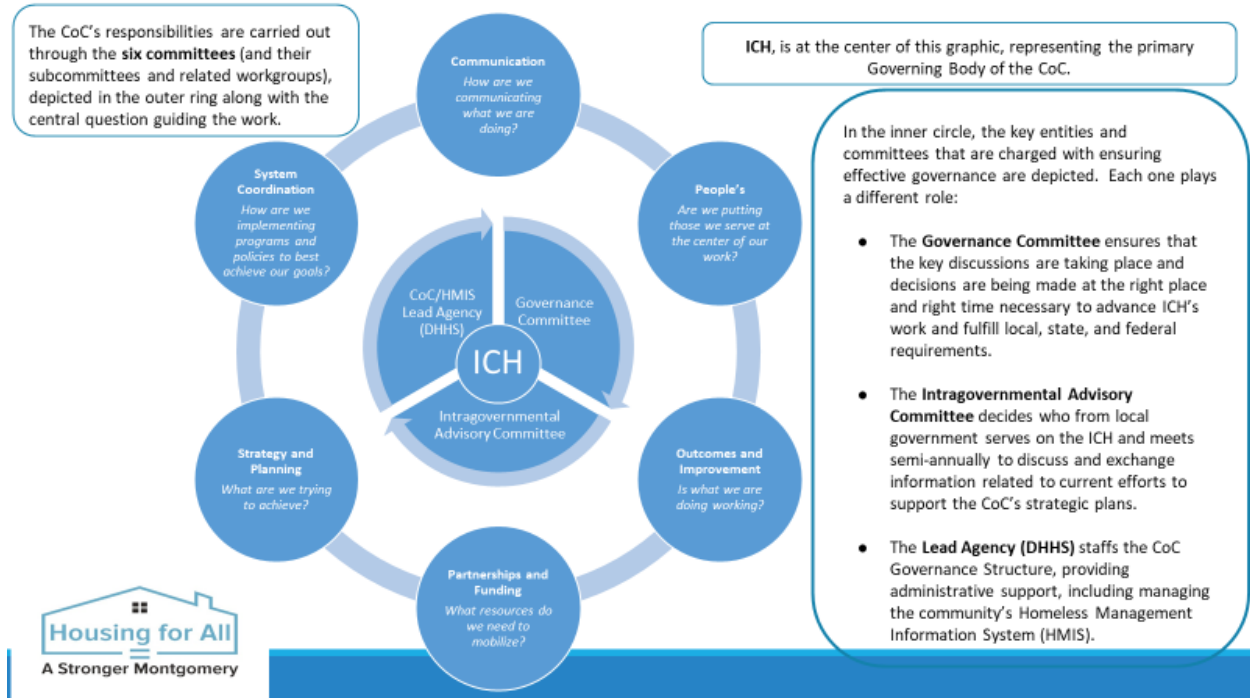 The CoC's responsibilities are carried out
through the six committees (and their
subcommittees and related workgroups),
depicted in the outer ring along with the
central question guiding the work.
ICH, is at the center of this graphic, representing the primary
Governing Body of the CoC.
Communication
How are we
communicating
what we are
doing?
People's
Are we putting
those we serve at
the center of our
work?
Outcomes and
Improvement
Is what we are
doing working?
Partnerships and
Funding
What resources do
we need to
mobilize?
Strategy and
Planning
What are we trying
to achieve?
System
Coordination
How are we
implementing
programs and
policies to best
achieve our goals?
CoC/HMIS
Lead Agency
(DHHS)
Governance
Committee
ICH
Intragovernmental
Advisory Committee
In the inner circle, the key entities and
committees that are charged with ensuring
effective governance are depicted. Each one plays
a different role:
● The Governance Committee ensures that
the key discussions are taking place and
decisions are being made at the right place
and right time necessary to advance ICH's
work and fulfill local, state, and federal
requirements.
● The Intragovernmental Advisory
Committee decides who from local
government serves on the ICH and meets
semi-annually to discuss and exchange
information related to current efforts to
support the CoC's strategic plans.
● The Lead Agency (DHHS) staffs the CoC
Governance Structure, providing
administrative support, including managing
the community's Homeless Management
Information System (HMIS).
Housing for All
A Stronger Montgomery